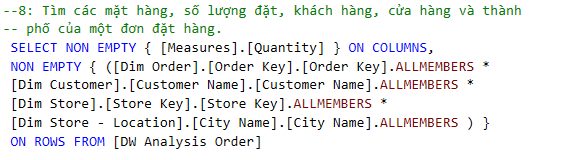 --8: Tìm các mặt hàng, số lượng đặt, khách hàng, cửa hàng và thành
-- phố của một đơn đặt hàng.
SELECT NON EMPTY { [Measures].[Quantity] } ON COLUMNS,
NON EMPTY { ([Dim Order].[Order Key].[Order Key].ALLMEMBERS *
[Dim Customer].[Customer Name].[Customer Name].ALLMEMBERS *
[Dim Store].[Store Key].[Store Key].ALLMEMBERS *
[Dim Store - Location].[City Name].[City Name].ALLMEMBERS ) }
ON ROWS FROM [DW Analysis Order]